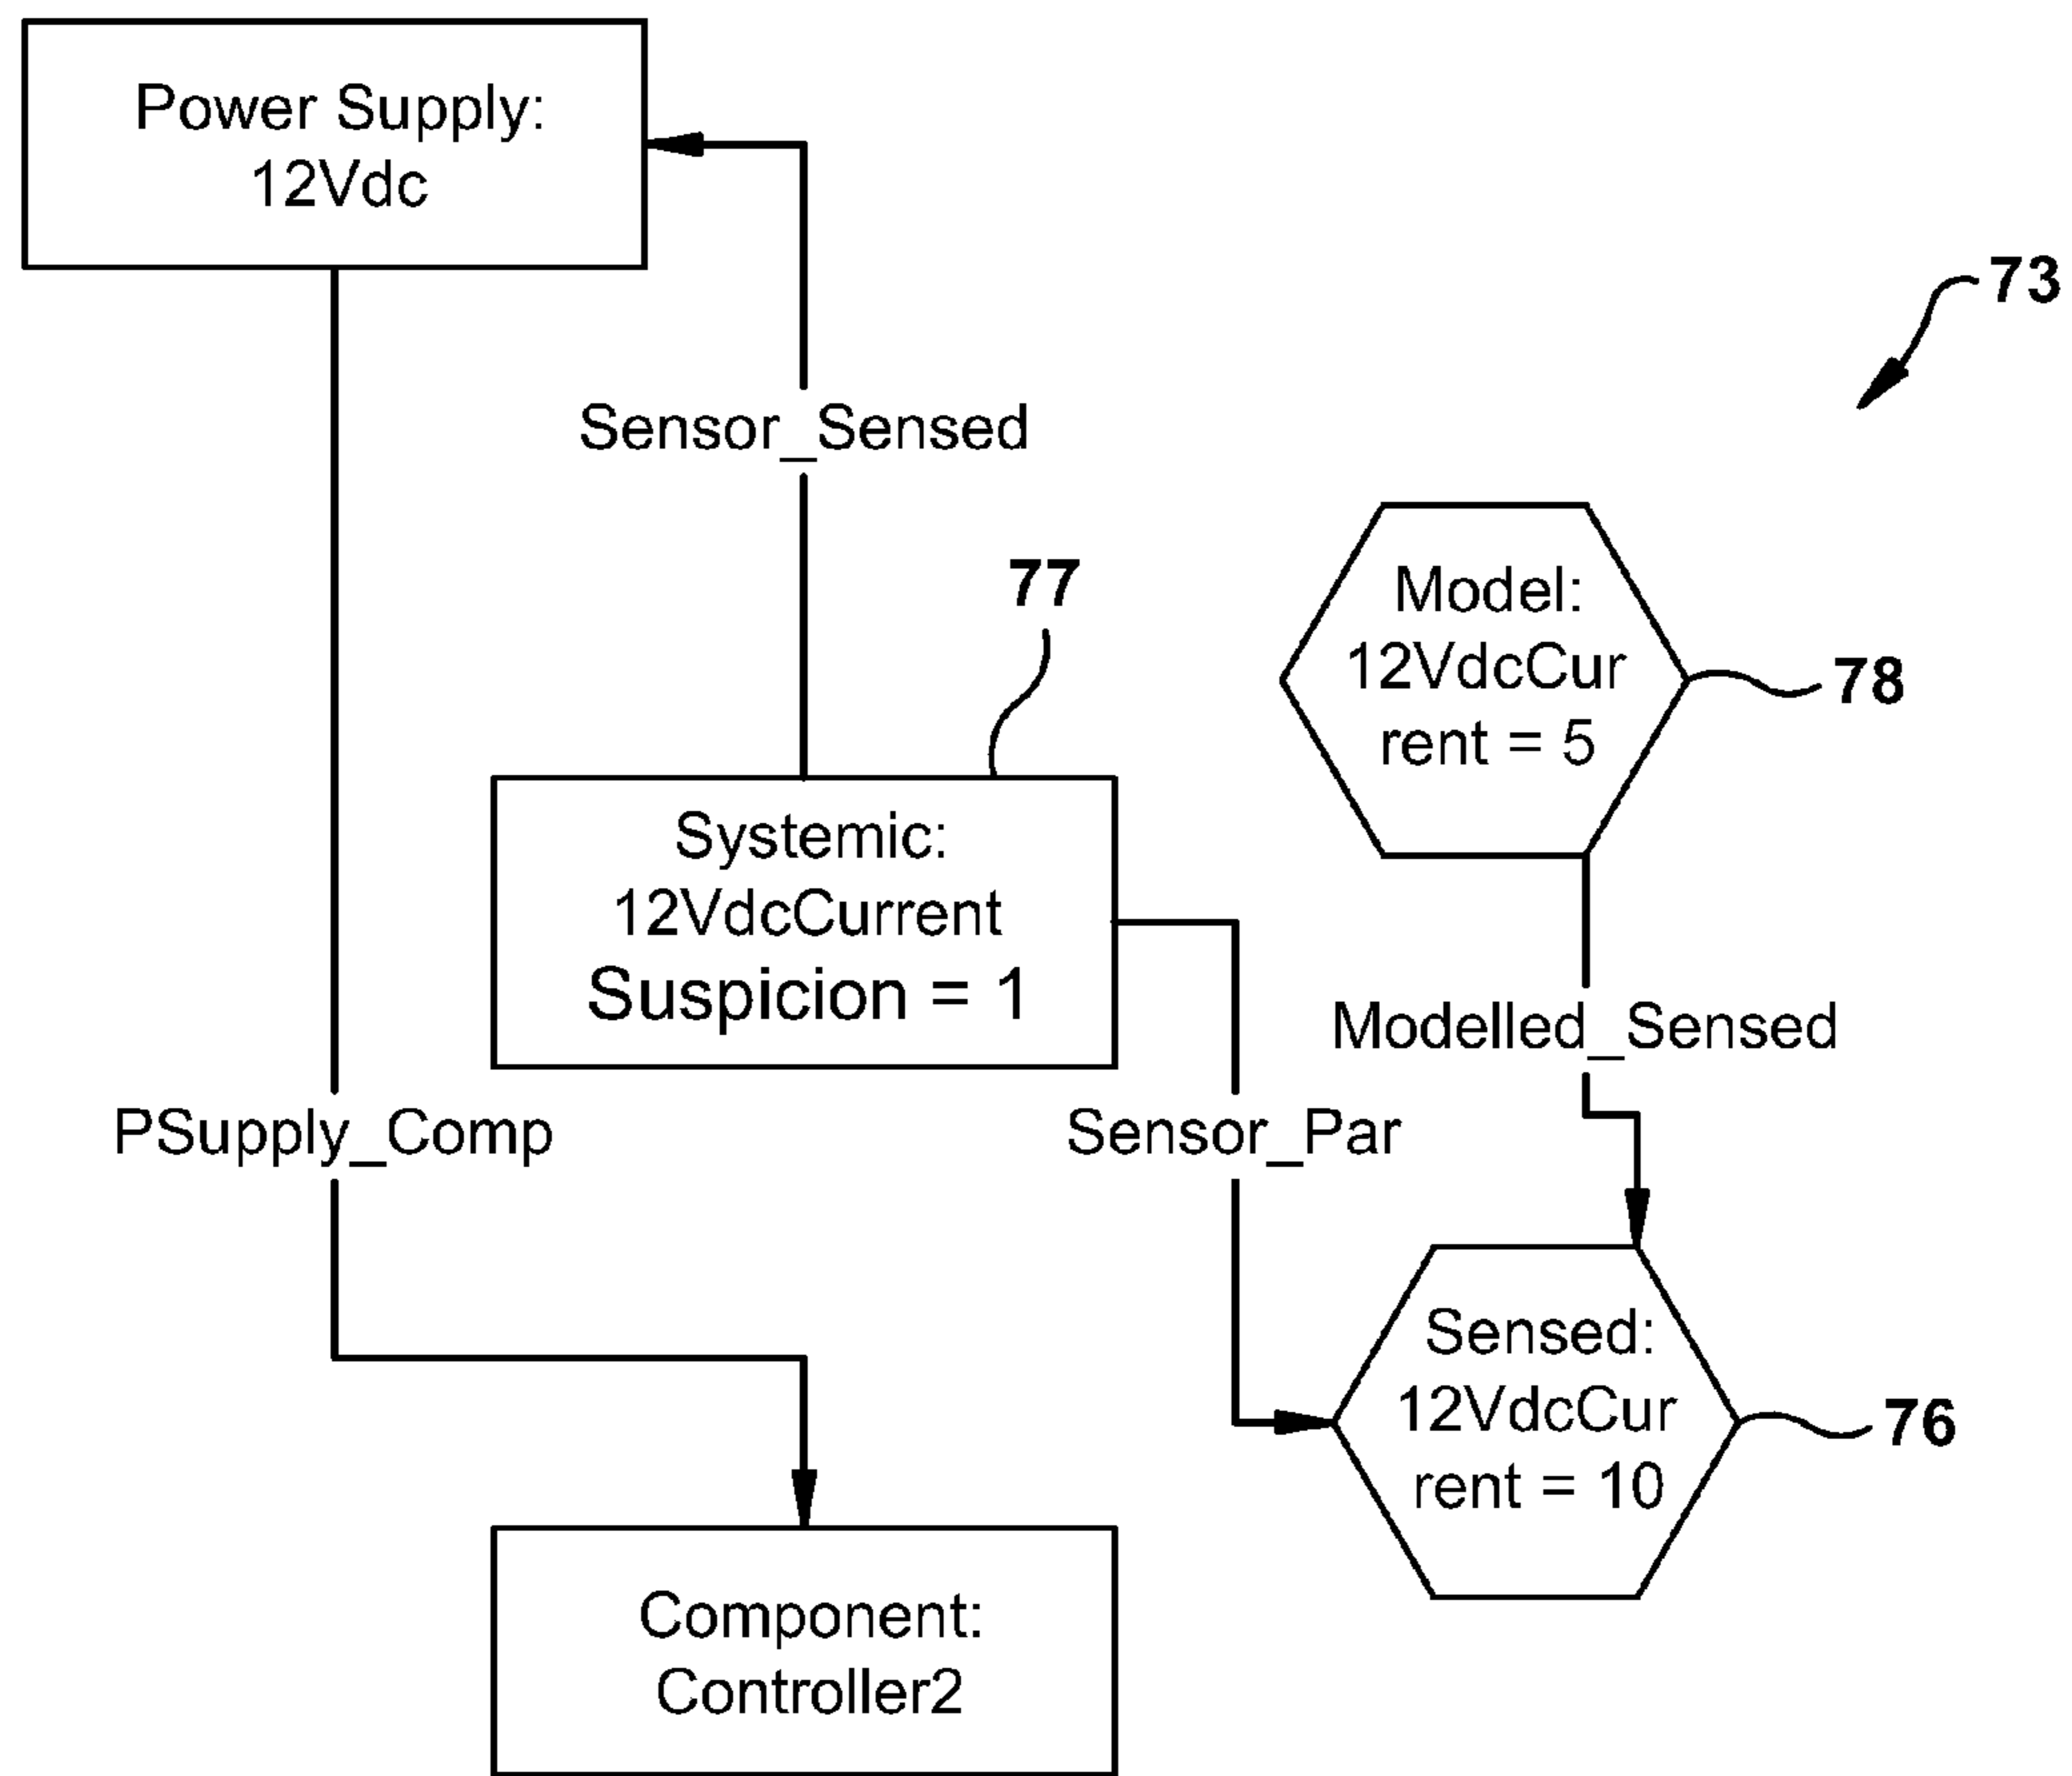 Power Supply:
12Vdc
73
Sensor_Sensed
77
Model:
12VdcCur
rent = 5
78
Systemic:
12VdcCurrent
Suspicion = 1
Modelled_Sensed
PSupply_Comp
Sensor_Par
Sensed:
12VdcCur
rent = 10
76
Component:
Controller2